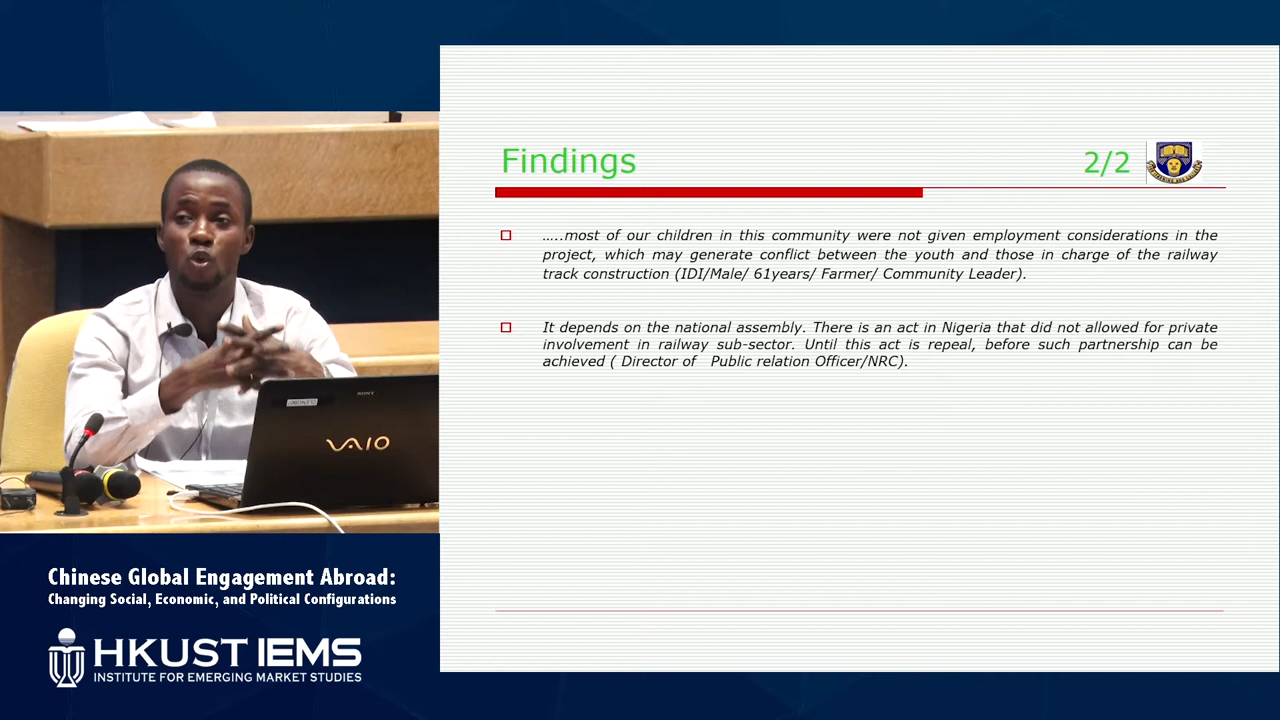 Findings 2/2
…..most of our children in this community were not given employment considerations in the
project, which may generate conflict between the youth and those in charge of the railway
track construction (IDI/Male/ 61years/ Farmer/ Community Leader).
It depends on the national assembly. There is an act in Nigeria that did not allowed for private
involvement in railway sub-sector. Until this act is repeal, before such partnership can be
achieved ( Director of Public relation Officer/NRC).
SONY
VAIO
Chinese Global Engagement Abroad:
Changing Social, Economic, and Political Configurations
HKUST IEMS
INSTITUTE FOR EMERGING MARKET STUDIES